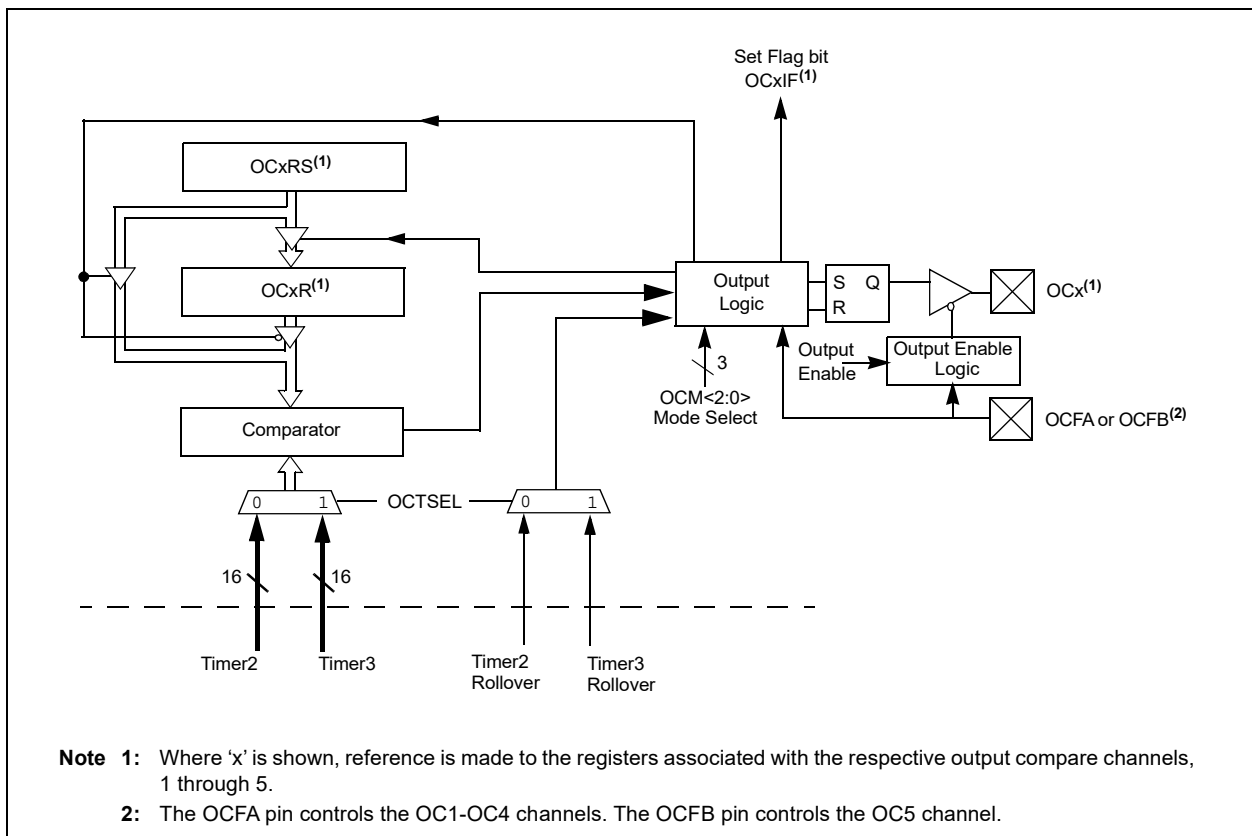 Set Flag bit
OCxIF(1)
OCxRS(1)
OCxR(1)
Output
Logic
S Q
R
OCx(1)
Output
Enable
Output Enable
Logic
3
OCM<2:0>
Mode Select
OCFA or OCFB(2)
Comparator
0 1
OCTSEL
0 1
16
16
Timer2
Timer3
Timer2
Rollover
Timer3
Rollover
Note 1: Where ‘x’ is shown, reference is made to the registers associated with the respective output compare channels,
1 through 5.
2: The OCFA pin controls the OC1-OC4 channels. The OCFB pin controls the OC5 channel.